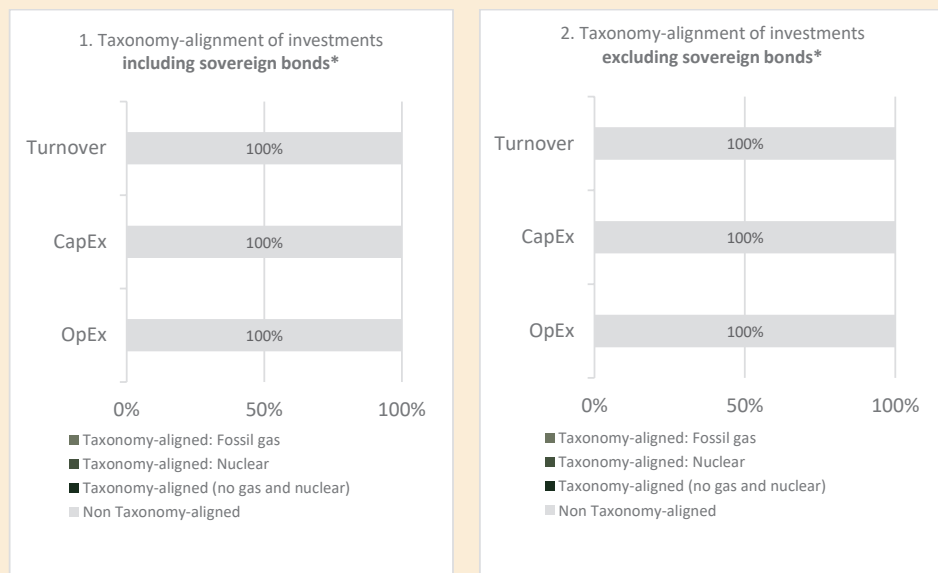 1. Taxonomy-alignment of investments
including sovereign bonds*
Turnover
100%
CapEx
100%
OpEx
100%
0%
50%
100%
Taxonomy-aligned: Fossil gas
Taxonomy-aligned: Nuclear
Taxonomy-aligned (no gas and nuclear)
Non Taxonomy-aligned
2. Taxonomy-alignment of investments
excluding sovereign bonds*
Turnover
100%
CapEx
100%
OpEx
100%
0%
50%
100%
Taxonomy-aligned: Fossil gas
Taxonomy-aligned: Nuclear
Taxonomy-aligned (no gas and nuclear)
Non Taxonomy-aligned